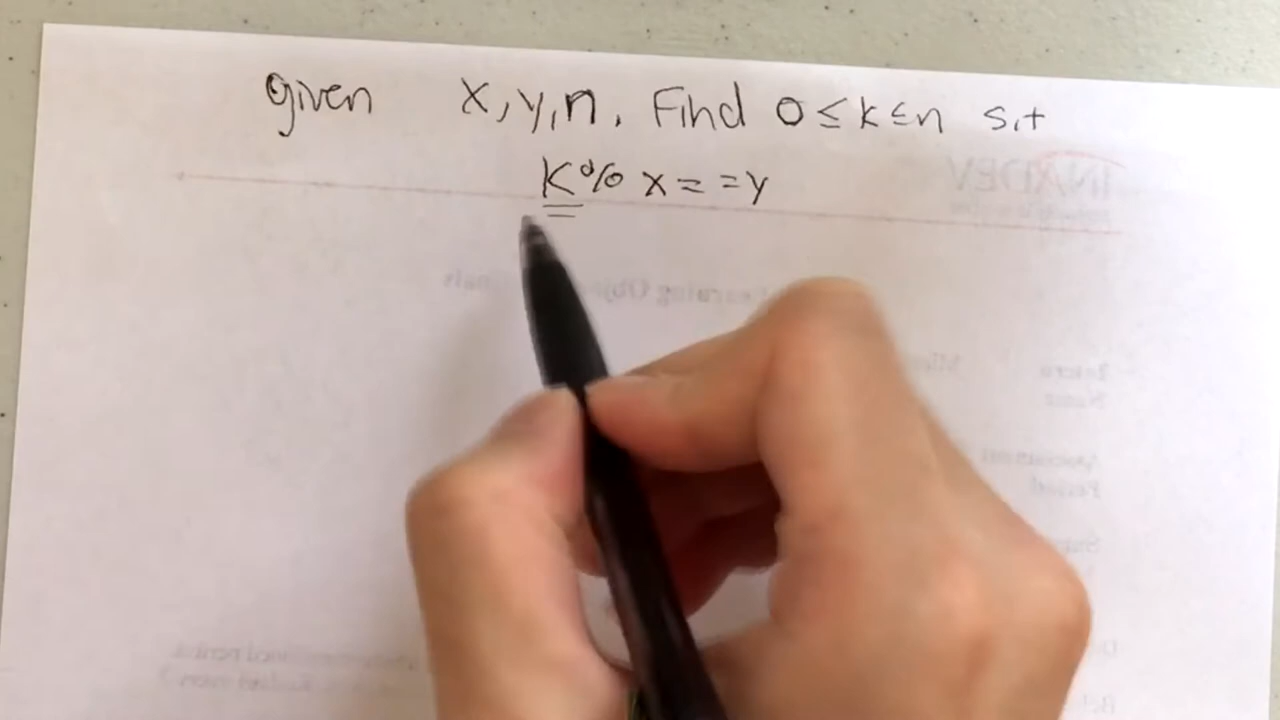 given x, y, n. Find 0 ≤ k ≤ n s.t
K % x = = y